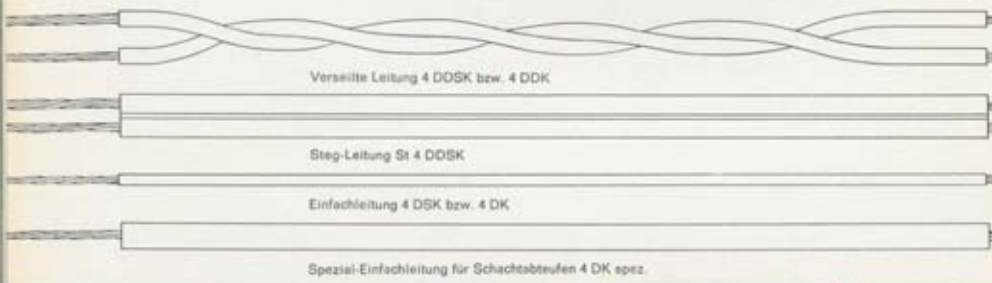 Verseilte Leitung 4 DDSK bzw. 4 DDK
Steg-Leitung St 4 DDSK
Einfachleitung 4 DSK bzw. 4 DK
Spezial-Einfachleitung für Schachtabteufen 4 DK spez.